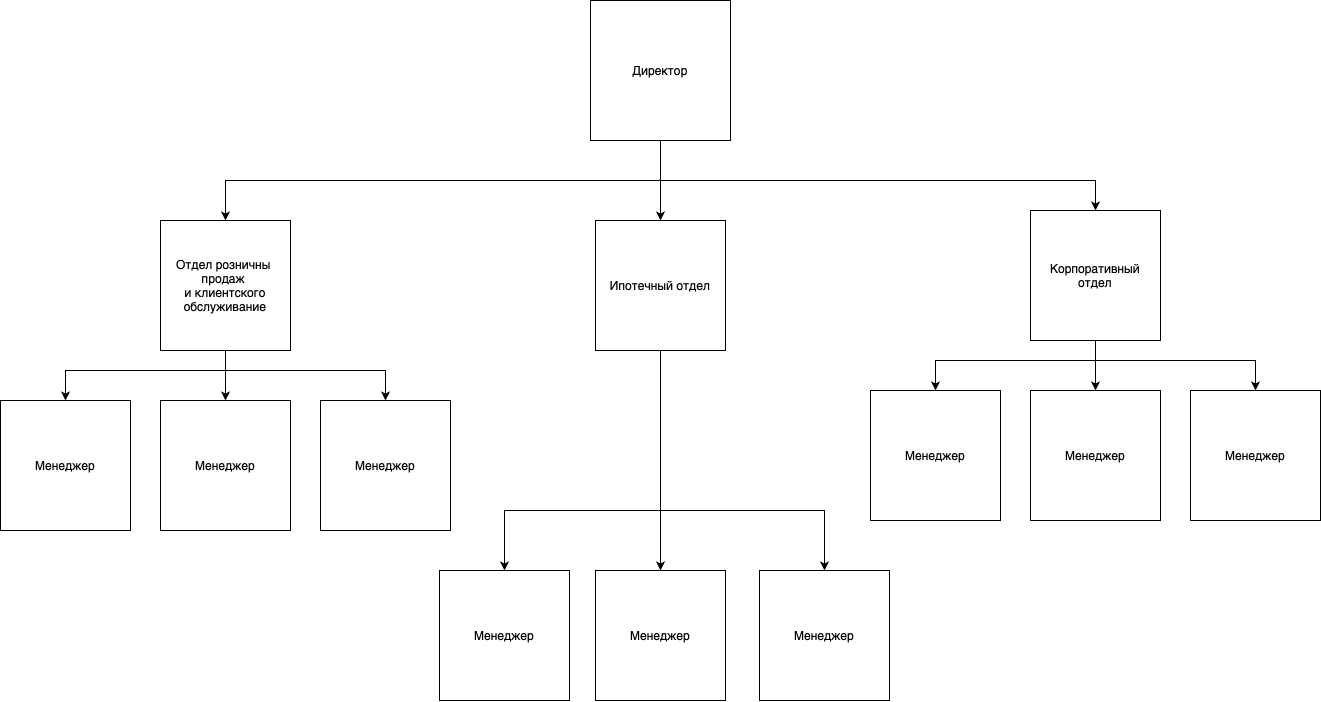 Директор
Отдел розничны
продаж
и клиентского
обслуживание
Ипотечный отдел
Корпоративный
отдел
Менеджер
Менеджер
Менеджер
Менеджер
Менеджер
Менеджер
Менеджер
Менеджер
Менеджер